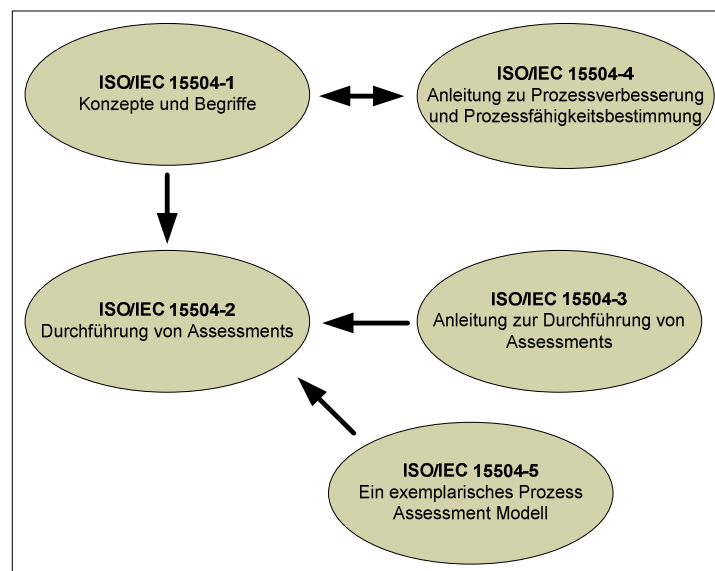 ISO/IEC 15504-1
Konzepte und Begriffe
ISO/IEC 15504-4
Anleitung zu Prozessverbesserung
und Prozessfähigkeitsbestimmung
ISO/IEC 15504-2
Durchführung von Assessments
ISO/IEC 15504-3
Anleitung zur Durchführung von
Assessments
ISO/IEC 15504-5
Ein exemplarisches Prozess
Assessment Modell